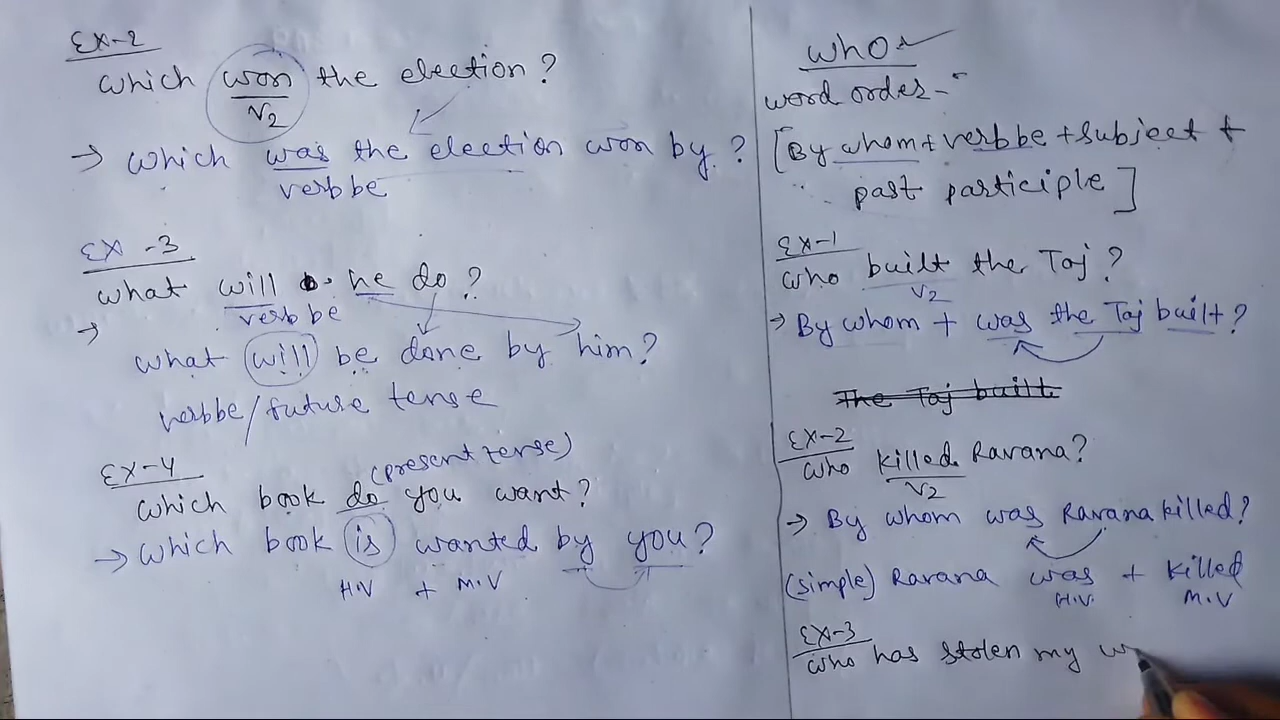 Ex-2
Which won the election?
V2
→ Which was the election won by?
verb be
Ex-3
What will he do?
verb be
→
What will be done by him?
verb be/future tense
Ex-4
(present tense)
Which book do you want?
→ Which book is wanted by you?
H.V + M.V
Who
Word order-
[By whom + verb be + subject +
past participle]
Ex-1
Who built the Taj?
V2
→ By whom + was the Taj built?
The Taj built
Ex-2
Who killed Ravana?
V2
→ By whom was Ravana killed?
(simple) Ravana was + killed
H.V. M.V
Ex-3
Who has stolen my w